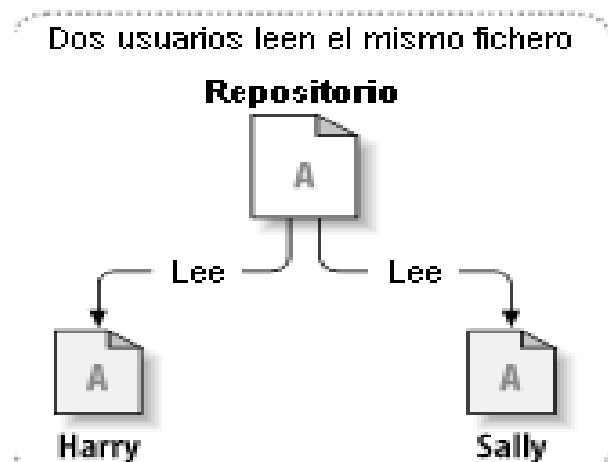 Dos usuarios leen el mismo fichero
Repositorio
A
Lee Lee
A A
Harry Sally